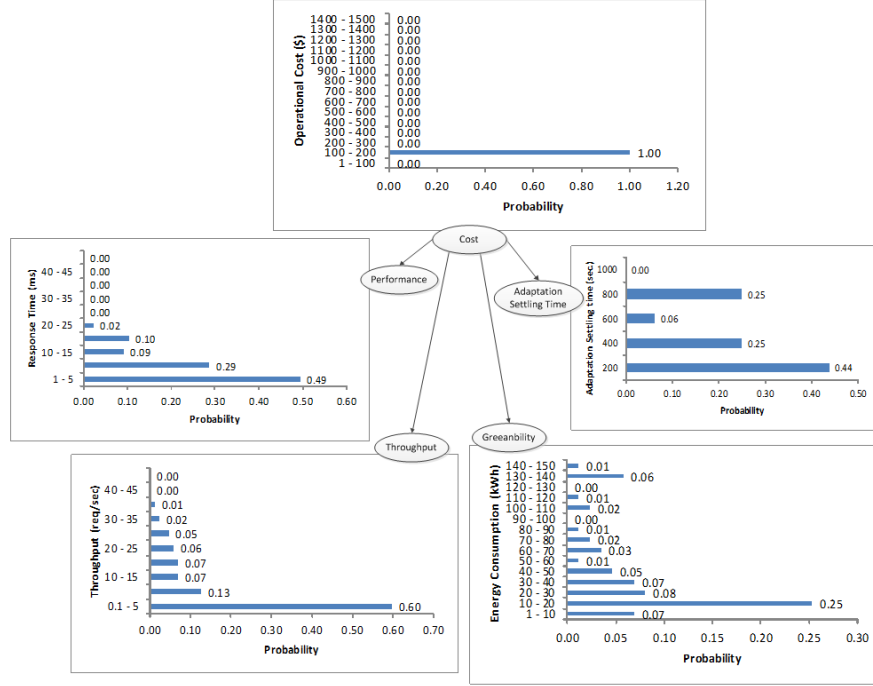 Operational Cost ($)
1400 - 1500 0.00
1300 - 1400 0.00
1200 - 1300 0.00
1100 - 1200 0.00
1000 - 1100 0.00
900 - 1000 0.00
800 - 900 0.00
700 - 800 0.00
600 - 700 0.00
500 - 600 0.00
400 - 500 0.00
300 - 400 0.00
200 - 300 0.00
100 - 200 1.00
1 - 100 0.00
0.00 0.20 0.40 0.60 0.80 1.00 1.20
Probability
Cost
Performance
Adaptation
Settling Time
Throughput
Greeanbility
Response Time (ms)
0.00
40 - 45 0.00
0.00
30 - 35 0.00
0.00
20 - 25 0.02
0.10
10 - 15 0.09
0.29
1 - 5 0.49
0.00 0.10 0.20 0.30 0.40 0.50 0.60
Probability
Adaptation Settling time (sec.)
1000 0.00
800 0.25
600 0.06
400 0.25
200 0.44
0.00 0.10 0.20 0.30 0.40 0.50
Probability
Throughput (req/sec)
0.00
40 - 45 0.00
0.01
30 - 35 0.02
0.05
20 - 25 0.06
0.07
10 - 15 0.07
0.13
0.1 - 5 0.60
0.00 0.10 0.20 0.30 0.40 0.50 0.60 0.70
Probability
Energy Consumption (kWh)
140 - 150 0.01
130 - 140 0.06
120 - 130 0.00
110 - 120 0.01
100 - 110 0.02
90 - 100 0.00
80 - 90 0.01
70 - 80 0.02
60 - 70 0.03
50 - 60 0.01
40 - 50 0.05
30 - 40 0.07
20 - 30 0.08
10 - 20 0.25
1 - 10 0.07
0.00 0.05 0.10 0.15 0.20 0.25 0.30
Probability